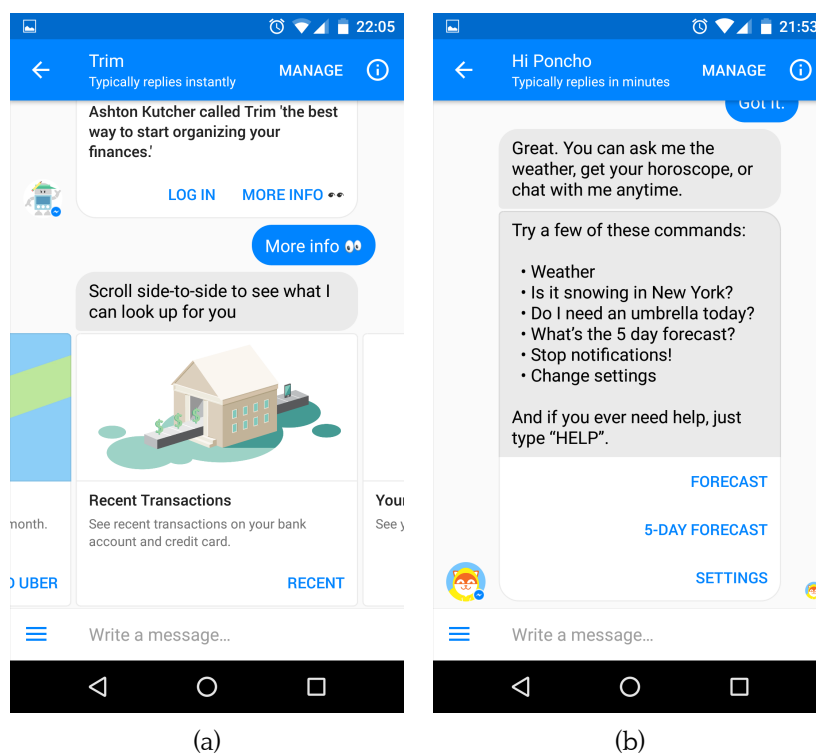 22:05
Trim
Typically replies instantly
MANAGE
Ashton Kutcher called Trim 'the best
way to start organizing your
finances.'
LOG IN
MORE INFO 👀
More info 👀
Scroll side-to-side to see what I
can look up for you
month.
O UBER
Recent Transactions
See recent transactions on your bank
account and credit card.
RECENT
You
See y
Write a message...
(a)
21:53
Hi Poncho
Typically replies in minutes
MANAGE
Got it.
Great. You can ask me the
weather, get your horoscope, or
chat with me anytime.
Try a few of these commands:
• Weather
• Is it snowing in New York?
• Do I need an umbrella today?
• What's the 5 day forecast?
• Stop notifications!
• Change settings
And if you ever need help, just
type “HELP”.
FORECAST
5-DAY FORECAST
SETTINGS
Write a message...
(b)